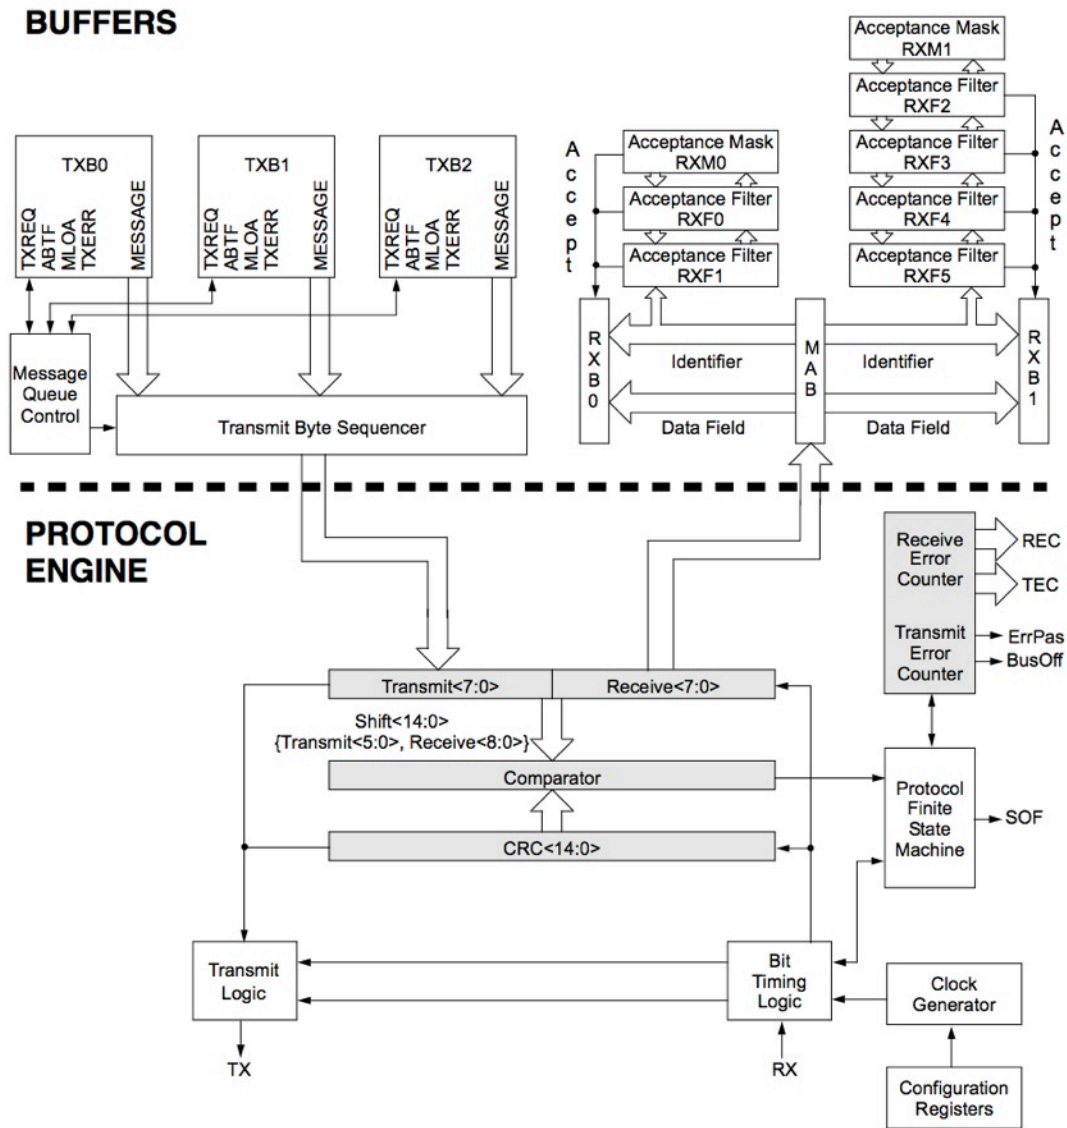 BUFFERS
Acceptance Mask
RXM1
Acceptance Filter
RXF2
Acceptance Mask
RXM0
Acceptance Filter
RXF3
Acceptance Filter
RXF0
Acceptance Filter
RXF4
Acceptance Filter
RXF1
Acceptance Filter
RXF5
Accept
Accept
TXB0
TXREQ
ABTF
MLOA
TXERR
MESSAGE
TXB1
TXREQ
ABTF
MLOA
TXERR
MESSAGE
TXB2
TXREQ
ABTF
MLOA
TXERR
MESSAGE
Message
Queue
Control
Transmit Byte Sequencer
RXB0
Identifier
Data Field
MAB
Identifier
Data Field
RXB1
PROTOCOL
ENGINE
Receive
Error
Counter
REC
TEC
Transmit
Error
Counter
ErrPas
BusOff
Transmit<7:0>
Receive<7:0>
Shift<14:0>
{Transmit<5:0>, Receive<8:0>}
Comparator
CRC<14:0>
Protocol
Finite
State
Machine
SOF
Transmit
Logic
Bit
Timing
Logic
Clock
Generator
TX
RX
Configuration
Registers